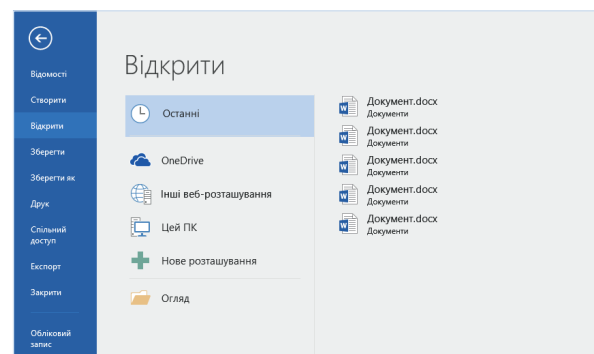 Відомості
Створити
Відкрити
Зберегти
Зберегти як
Друк
Спільний
доступ
Експорт
Закрити
Обліковий
запис
Відкрити
Останні
OneDrive
Інші веб-розташування
Цей ПК
Нове розташування
Огляд
Документ.docx
Документи
Документ.docx
Документи
Документ.docx
Документи
Документ.docx
Документи
Документ.docx
Документи